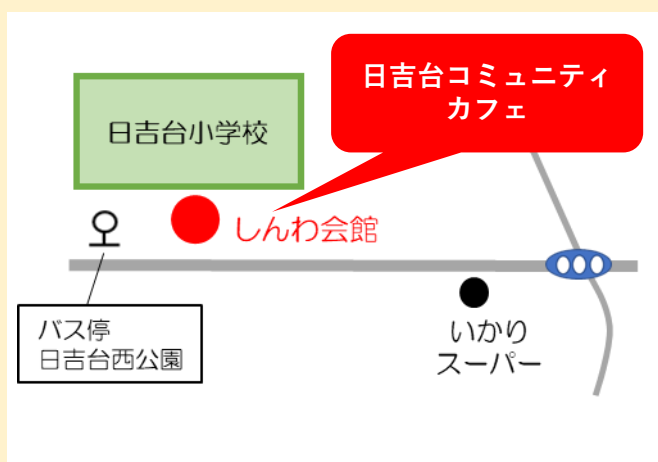 日吉台コミュニティ
カフェ
日吉台小学校
しんわ会館
バス停
日吉台西公園
いかり
スーパー